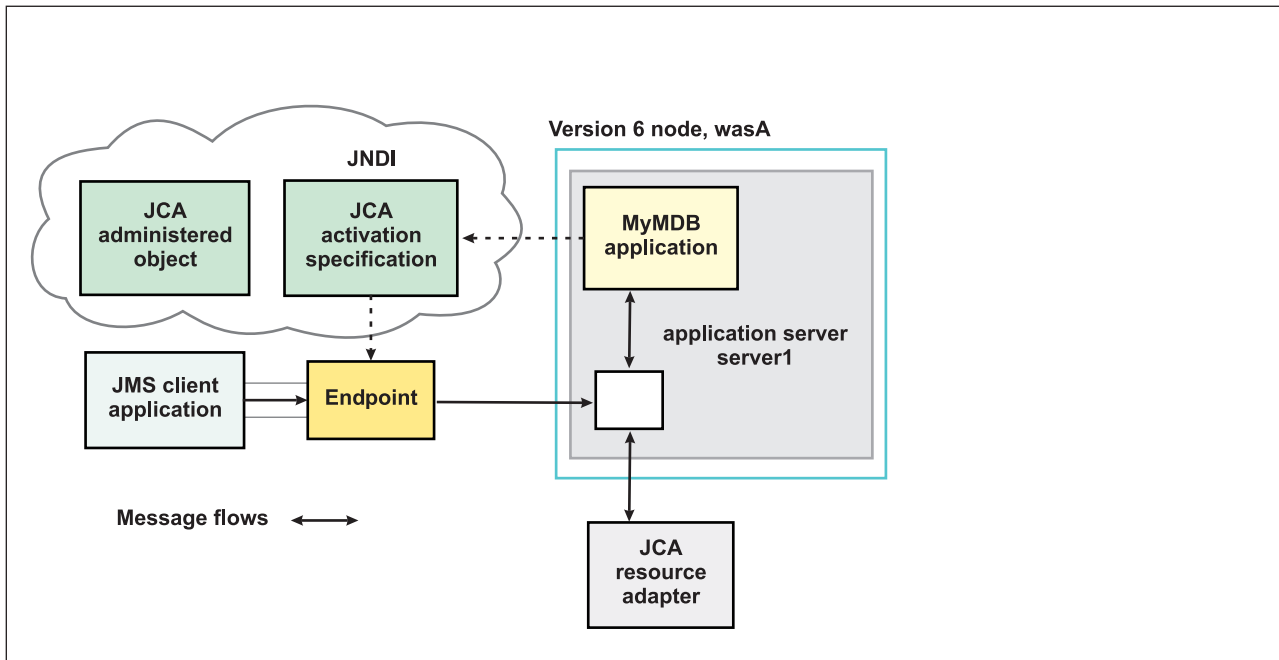 Version 6 node, wasA
JNDI
JCA
administered
object
JCA
activation
specification
MyMDB
application
application server
server1
JMS client
application
Endpoint
Message flows
JCA
resource
adapter